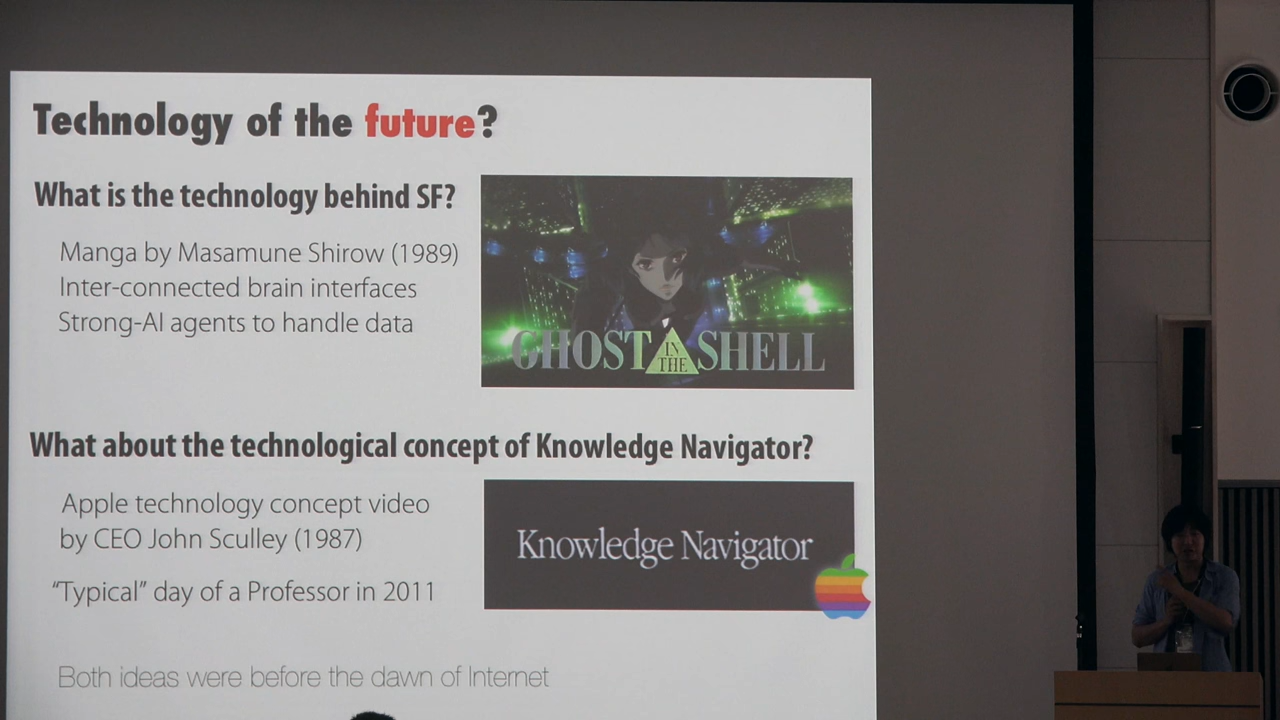 Technology of the future?
What is the technology behind SF?
Manga by Masamune Shirow (1989)
Inter-connected brain interfaces
Strong-AI agents to handle data
GHOST IN THE SHELL
What about the technological concept of Knowledge Navigator?
Apple technology concept video
by CEO John Sculley (1987)
Knowledge Navigator
“Typical” day of a Professor in 2011
Both ideas were before the dawn of Internet